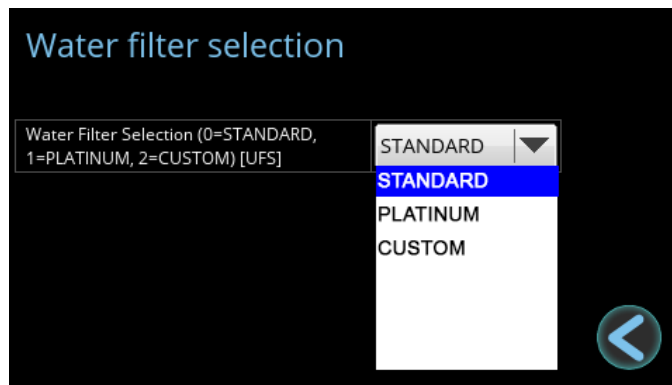 Water filter selection
Water Filter Selection (0=STANDARD,
1=PLATINUM, 2=CUSTOM) [UFS]
STANDARD
STANDARD
PLATINUM
CUSTOM